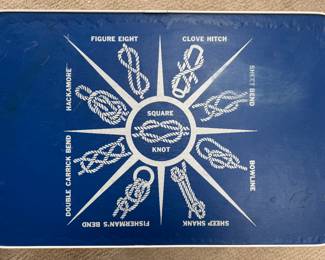 FIGURE EIGHT
CLOVE HITCH
SHEET BEND
BOWLINE
SHEEP SHANK
FISHERMAN'S BEND
DOUBLE CARRICK BEND
HACKAMORE
SQUARE
KNOT